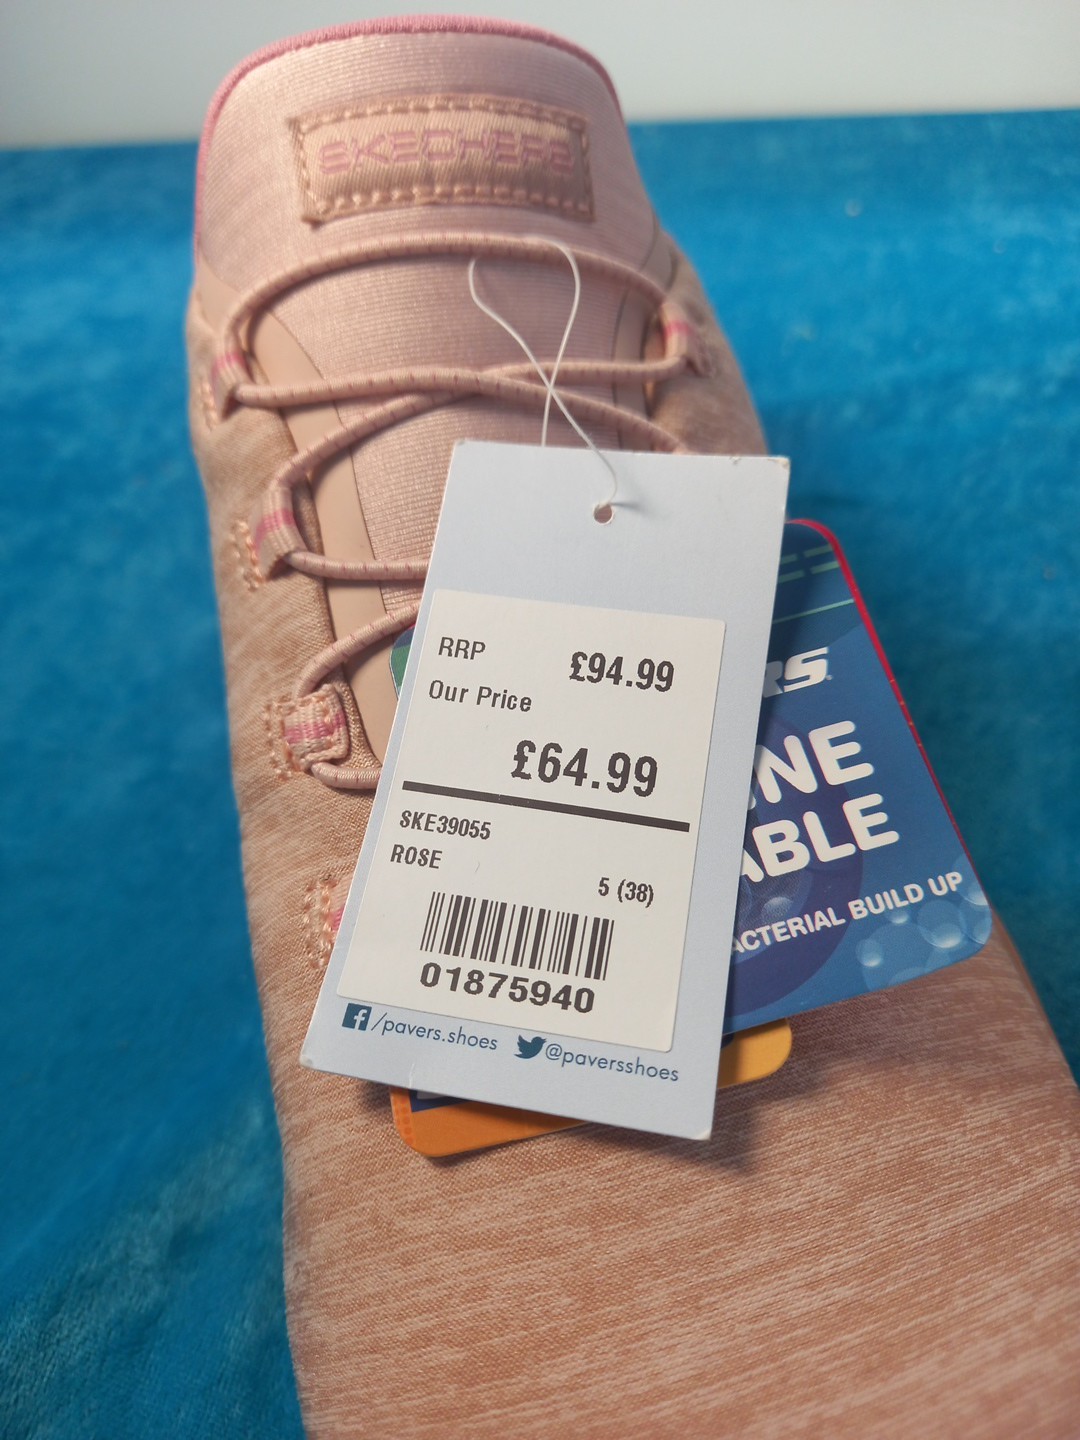 SKECHERS
RRP £94.99
Our Price
£64.99
SKE39055
ROSE
5 (38)
01875940
/pavers.shoes @paversshoes
RS
NE
ABLE
ACTERIAL BUILD UP